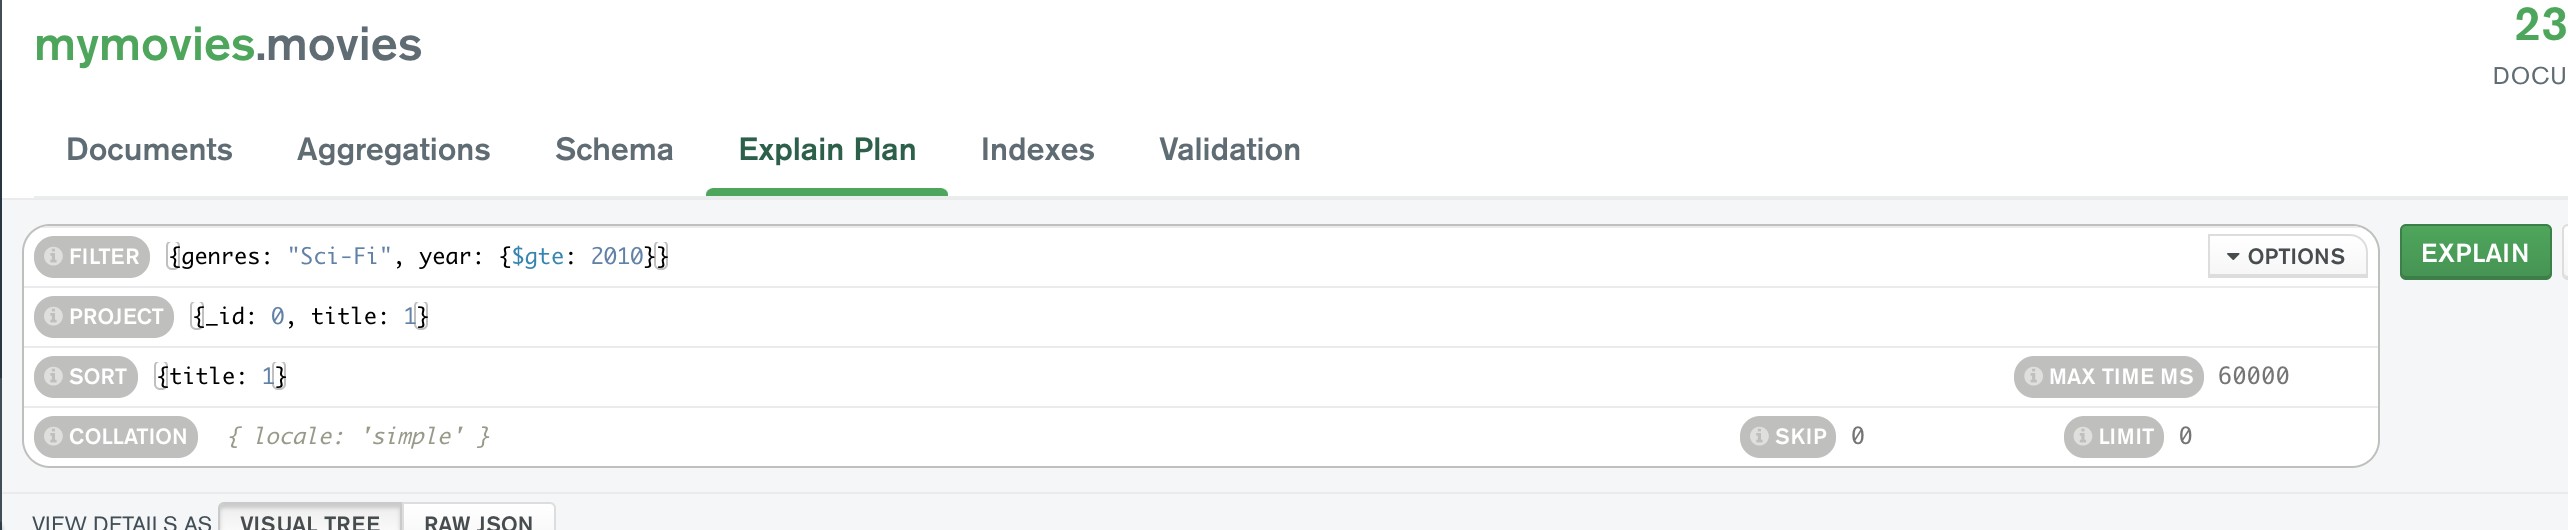 mymovies.movies
23
DOCU
Documents Aggregations Schema Explain Plan Indexes Validation
FILTER {genres: "Sci-Fi", year: {$gte: 2010}} OPTIONS EXPLAIN
PROJECT {_id: 0, title: 1}
SORT {title: 1} MAX TIME MS 60000
COLLATION { locale: 'simple' } SKIP 0 LIMIT 0
VIEW DETAILS AS VISUAL TREE RAW JSON